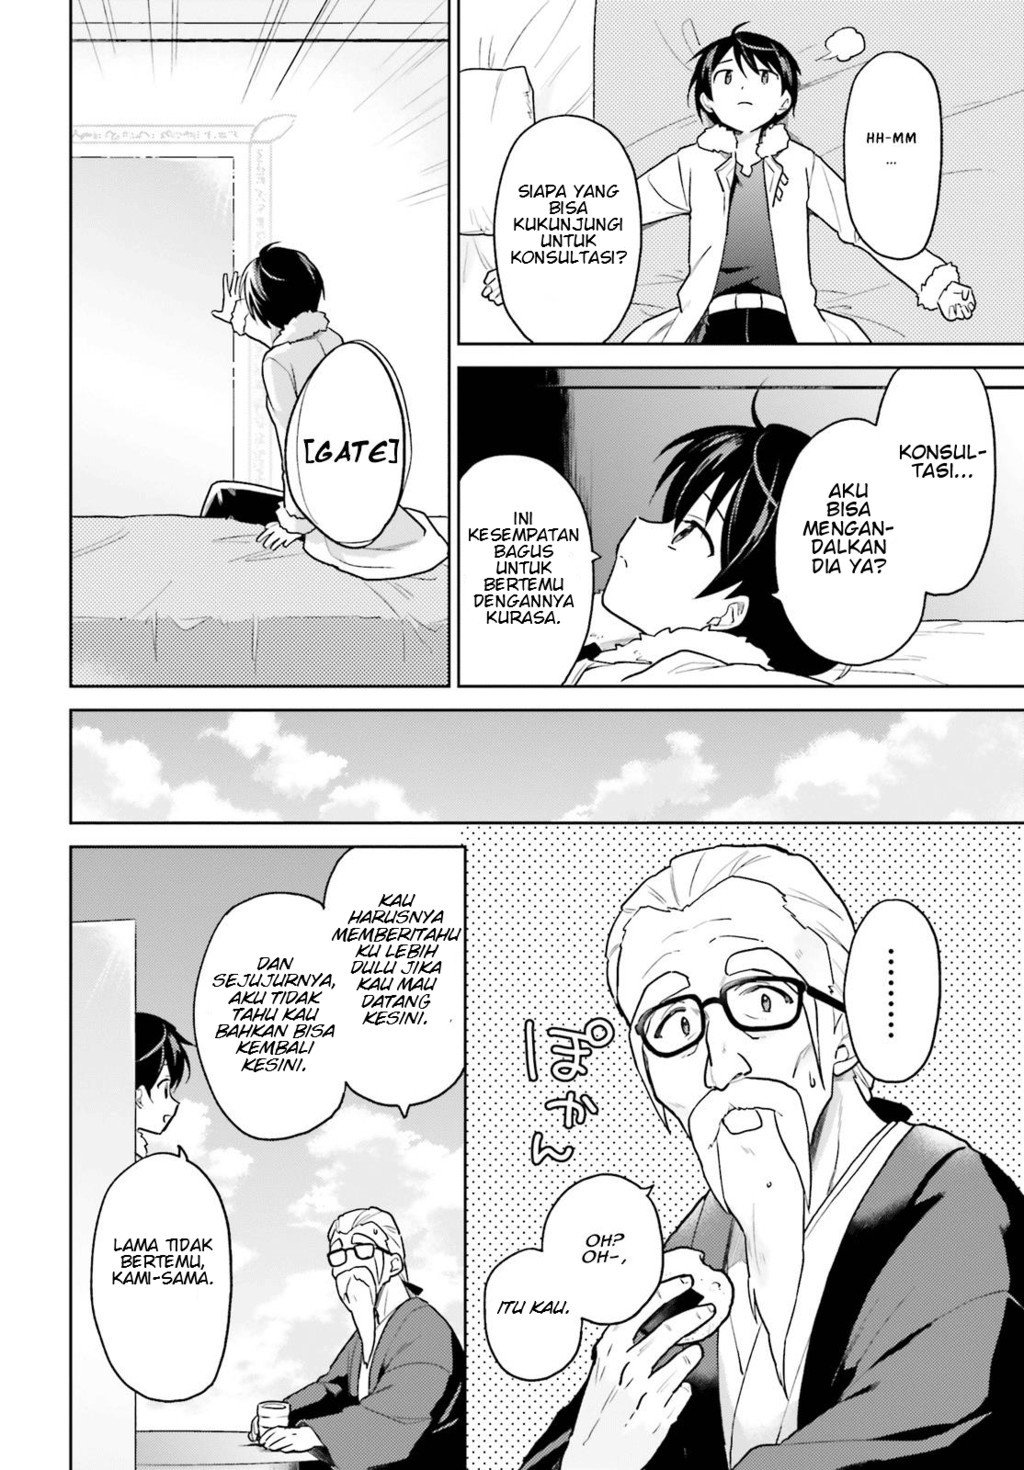 HH-MM
...
SIAPA YANG
BISA
KUKUNJUNGI
UNTUK
KONSULTASI?
KONSUL-
TASI...
AKU
BISA
MENGAN-
DALKAN
DIA YA?
INI
KESEMPATAN
BAGUS
UNTUK
BERTEMU
DENGANNYA
KURASA.
[GATE]
.........
ぽかん
OH?
OH-,
ITU KAU.
KAU
HARUSNYA
MEMBERITAHU
KU LEBIH
DULU JIKA
KAU MAU
DATANG
KESINI.
DAN
SEJUJURNYA,
AKU TIDAK
TAHU KAU
BAHKAN BISA
KEMBALI
KESINI.
LAMA TIDAK
BERTEMU,
KAMI-SAMA.